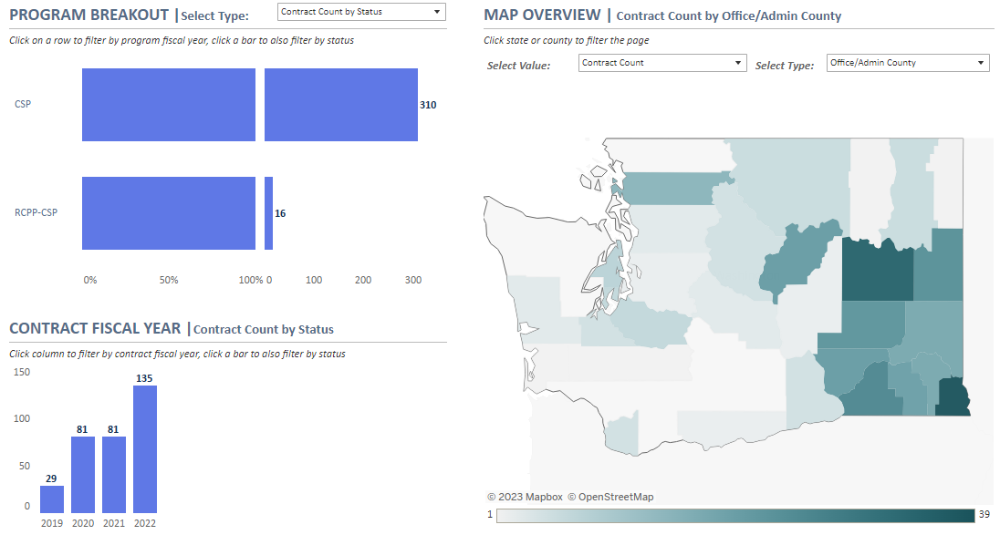 PROGRAM BREAKOUT | Select Type: Contract Count by Status
Click on a row to filter by program fiscal year, click a bar to also filter by status
CSP 310
RCPP-CSP 16
0% 50% 100% 0 100 200 300
CONTRACT FISCAL YEAR | Contract Count by Status
Click column to filter by contract fiscal year, click a bar to also filter by status
150
100
50
0
29 81 81 135
2019 2020 2021 2022
MAP OVERVIEW | Contract Count by Office/Admin County
Click state or county to filter the page
Select Value: Contract Count Select Type: Office/Admin County
© 2023 Mapbox © OpenStreetMap
1 39